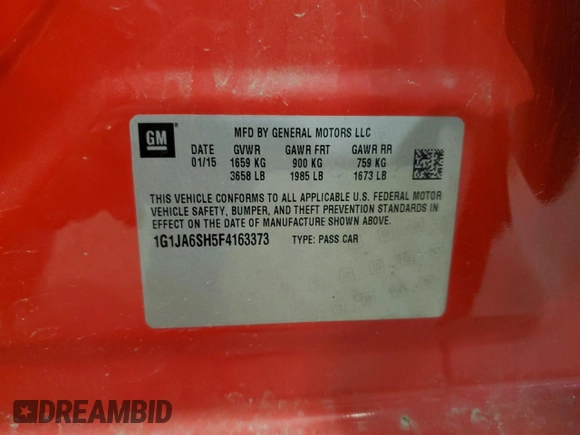 GM
MFD BY GENERAL MOTORS LLC
DATE GVWR GAWR FRT GAWR RR
01/15 1659 KG 900 KG 759 KG
3658 LB 1985 LB 1673 LB
THIS VEHICLE CONFORMS TO ALL APPLICABLE U.S. FEDERAL MOTOR
VEHICLE SAFETY, BUMPER, AND THEFT PREVENTION STANDARDS IN
EFFECT ON THE DATE OF MANUFACTURE SHOWN ABOVE.
1G1JA6SH5F4163373 TYPE: PASS CAR
DREAMBID